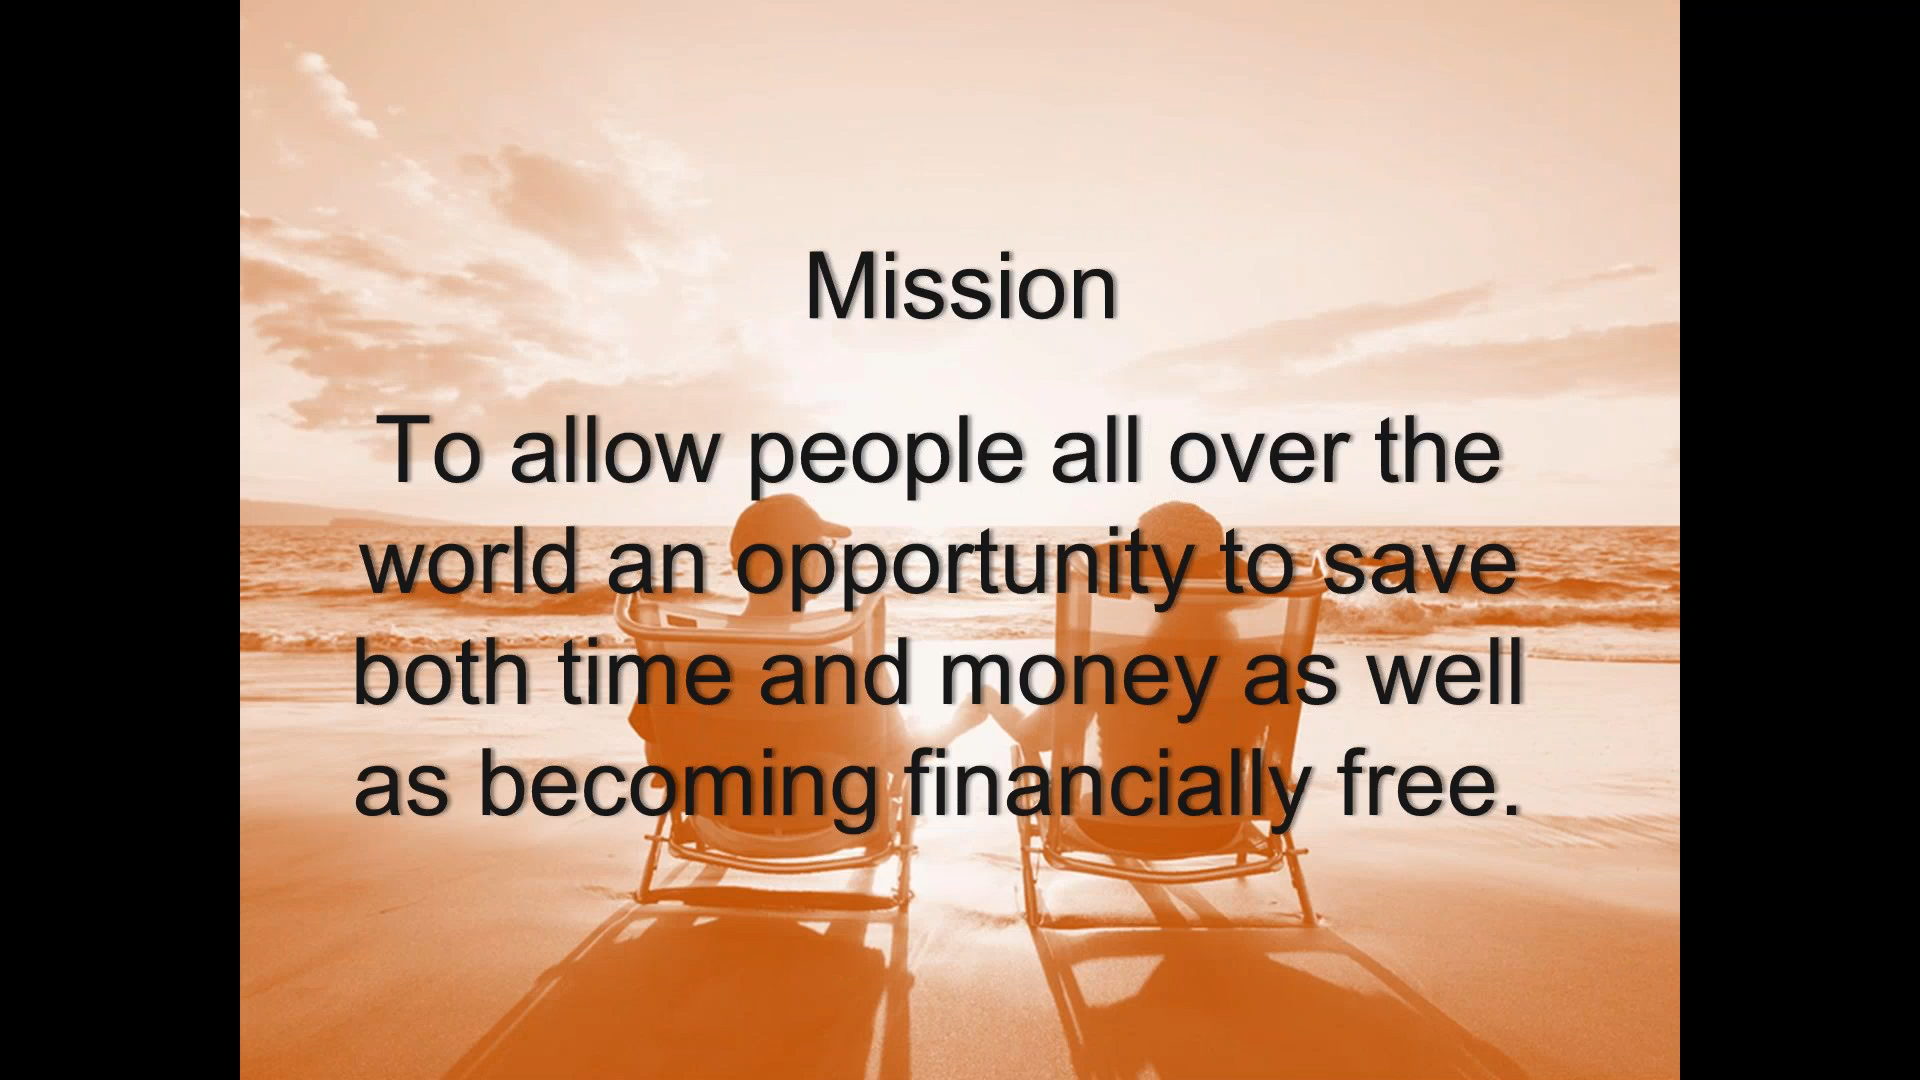 Mission
To allow people all over the
world an opportunity to save
both time and money as well
as becoming financially free.